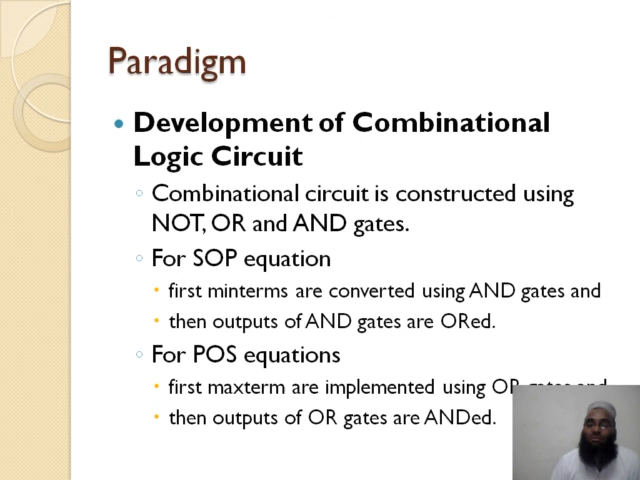 Paradigm
Development of Combinational
Logic Circuit
Combinational circuit is constructed using
NOT, OR and AND gates.
For SOP equation
first minterms are converted using AND gates and
then outputs of AND gates are ORed.
For POS equations
first maxterm are implemented using OR gates and
then outputs of OR gates are ANDed.